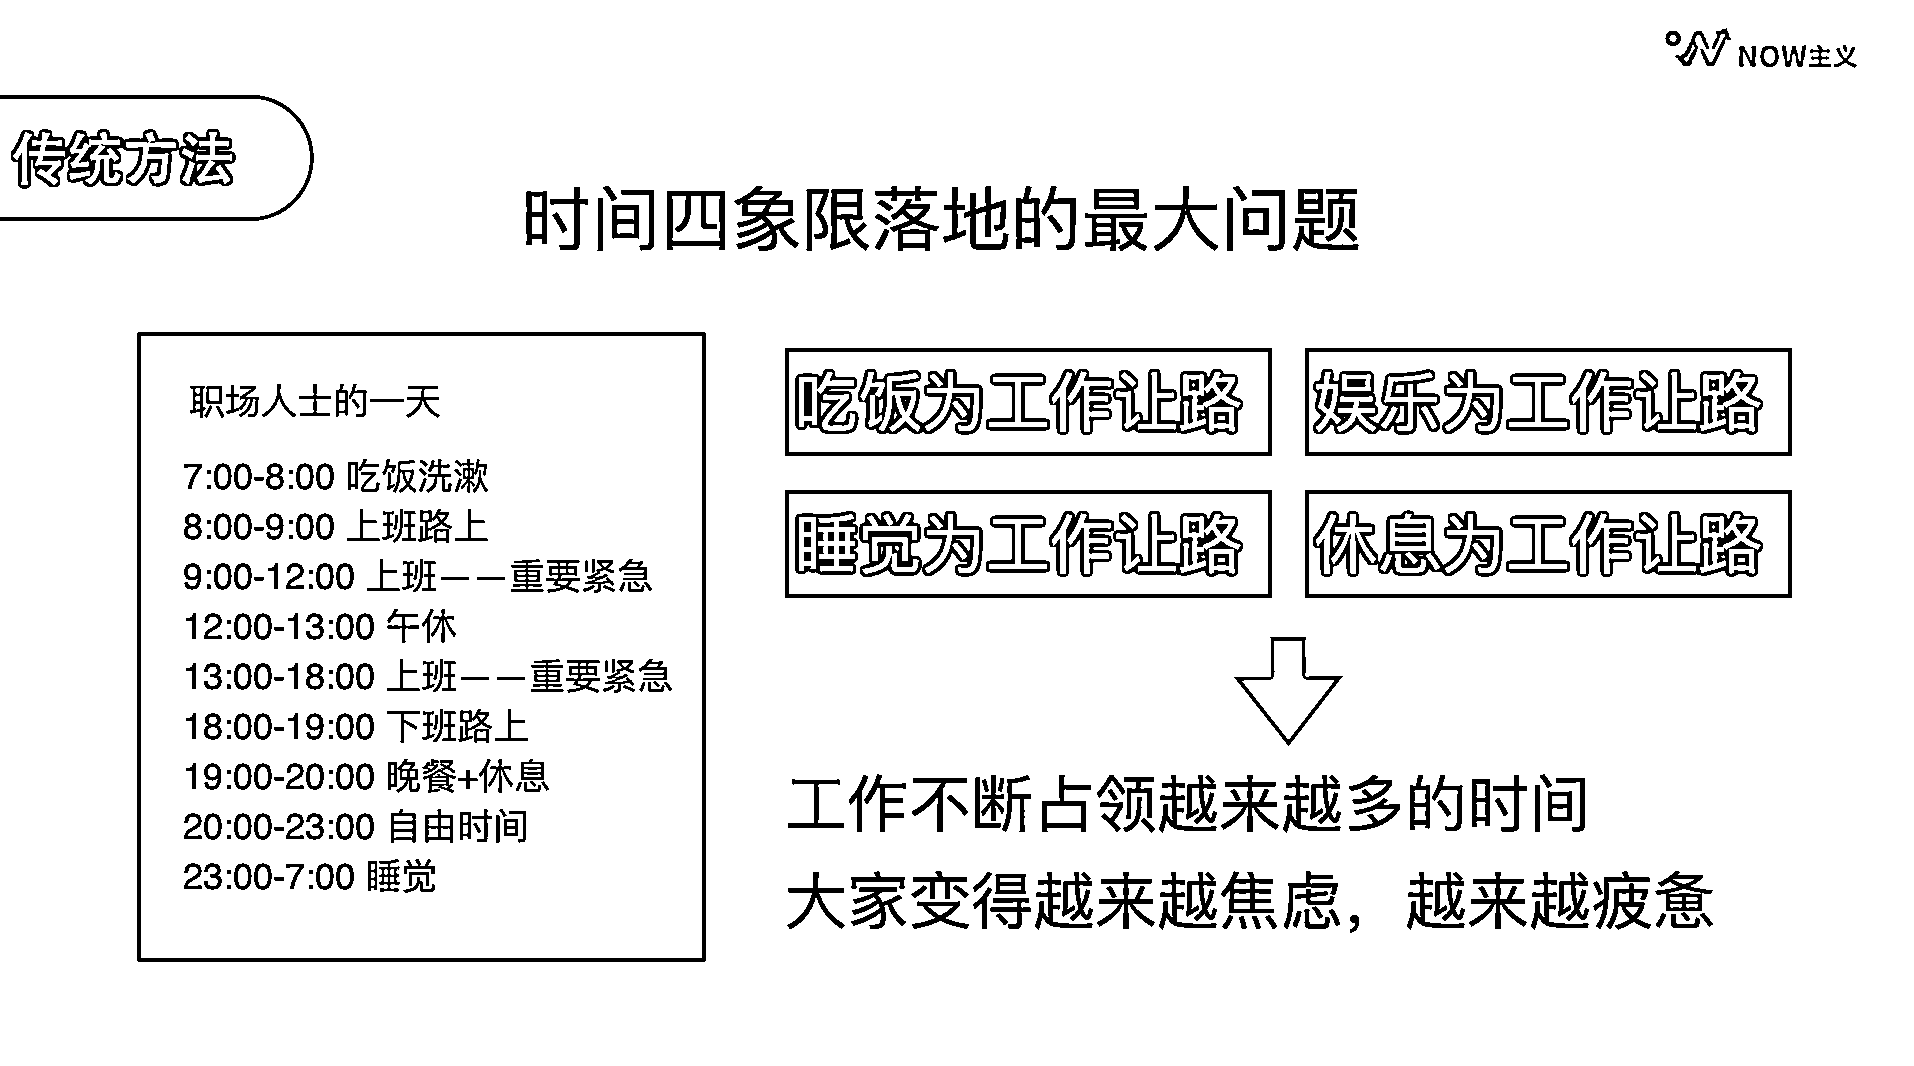 NOW主义
传统方法
时间四象限落地的最大问题
职场人士的一天
7:00-8:00 吃饭洗漱
8:00-9:00 上班路上
9:00-12:00 上班——重要紧急
12:00-13:00 午休
13:00-18:00 上班——重要紧急
18:00-19:00 下班路上
19:00-20:00 晚餐+休息
20:00-23:00 自由时间
23:00-7:00 睡觉
吃饭为工作让路
娱乐为工作让路
睡觉为工作让路
休息为工作让路
工作不断占领越来越多的时间
大家变得越来越焦虑，越来越疲惫